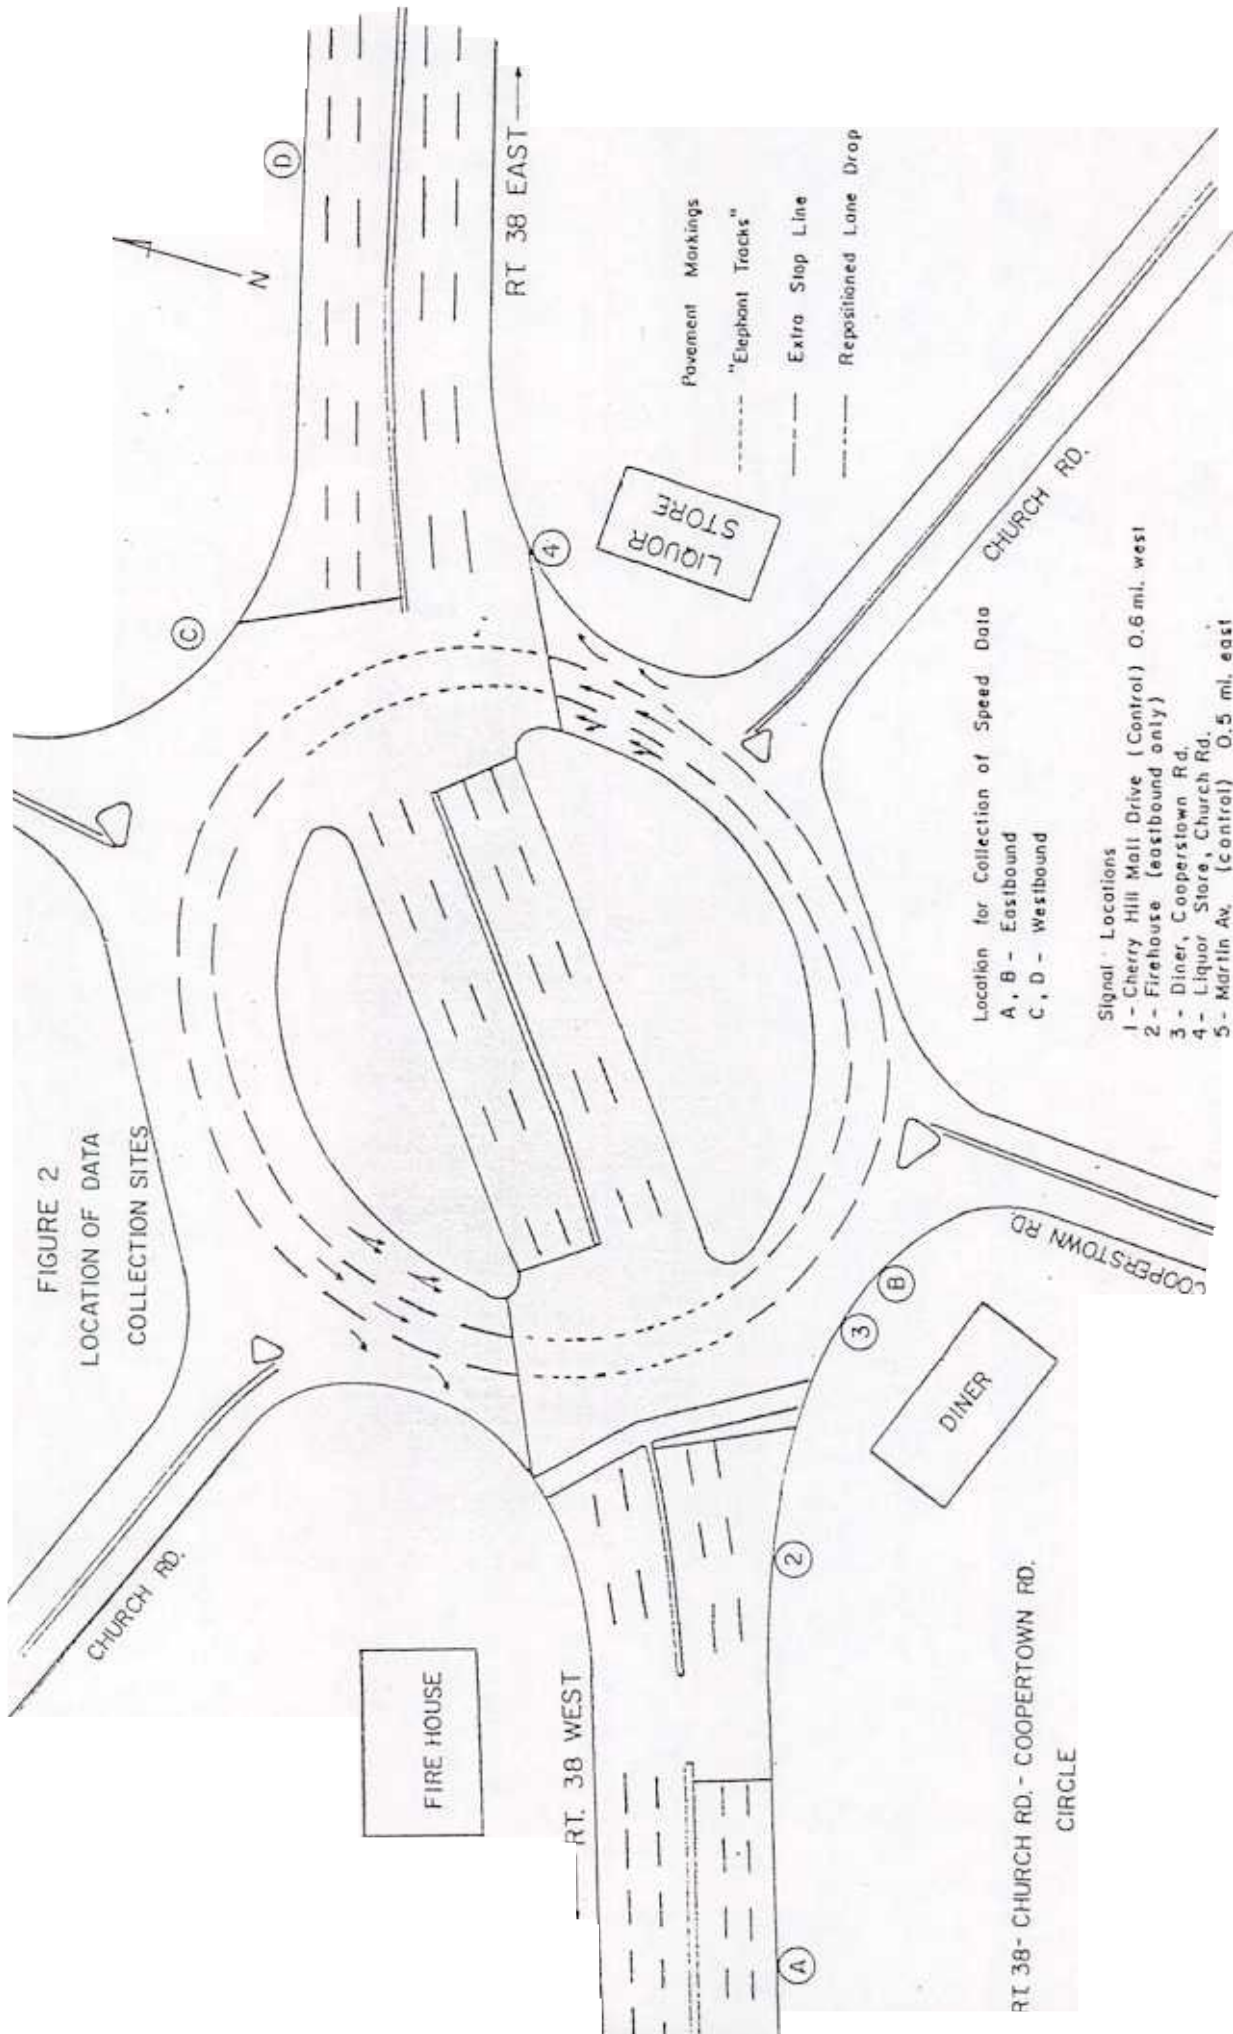 FIGURE 2
LOCATION OF DATA
COLLECTION SITES
CHURCH RD.
FIRE HOUSE
RT. 38 WEST
C
D
N
RT. 38 EAST
4
LIQUOR
STORE
Pavement Markings
"Elephant Tracks"
Extra Stop Line
Repositioned Lane Drop
CHURCH RD.
COOPERSTOWN RD.
B
3
DINER
2
A
Location for Collection of Speed Data
A, B - Eastbound
C, D - Westbound
Signal Locations
1 - Cherry Hill Mall Drive (Control) 0.6 mi. west
2 - Firehouse (eastbound only)
3 - Diner, Cooperstown Rd.
4 - Liquor Store, Church Rd.
5 - Martin Av. (control) 0.5 mi. east
RT. 38- CHURCH RD.- COOPERTOWN RD.
CIRCLE